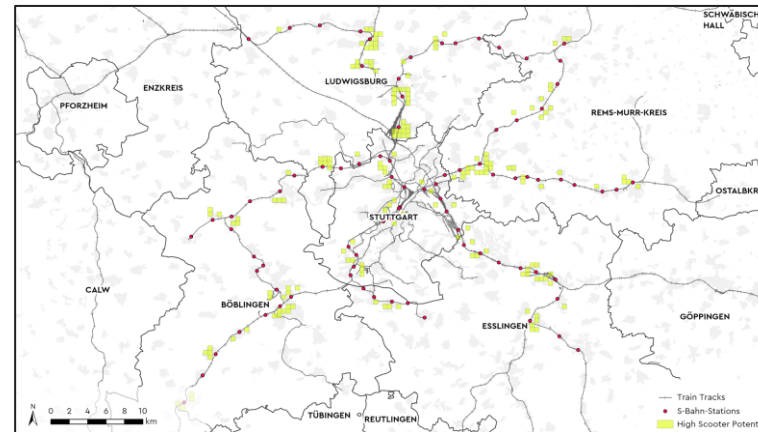 SCHWÄBISCH
HALL
ENZKREIS
LUDWIGSBURG
PFORZHEIM
REMS-MURR-KREIS
OSTALBKR
STUTTGART
CALW
BÖBLINGEN
ESSLINGEN
GÖPPINGEN
TÜBINGEN
REUTLINGEN
N
0 2 4 6 8 10
km
Train Tracks
S-Bahn-Stations
High Scooter Potent